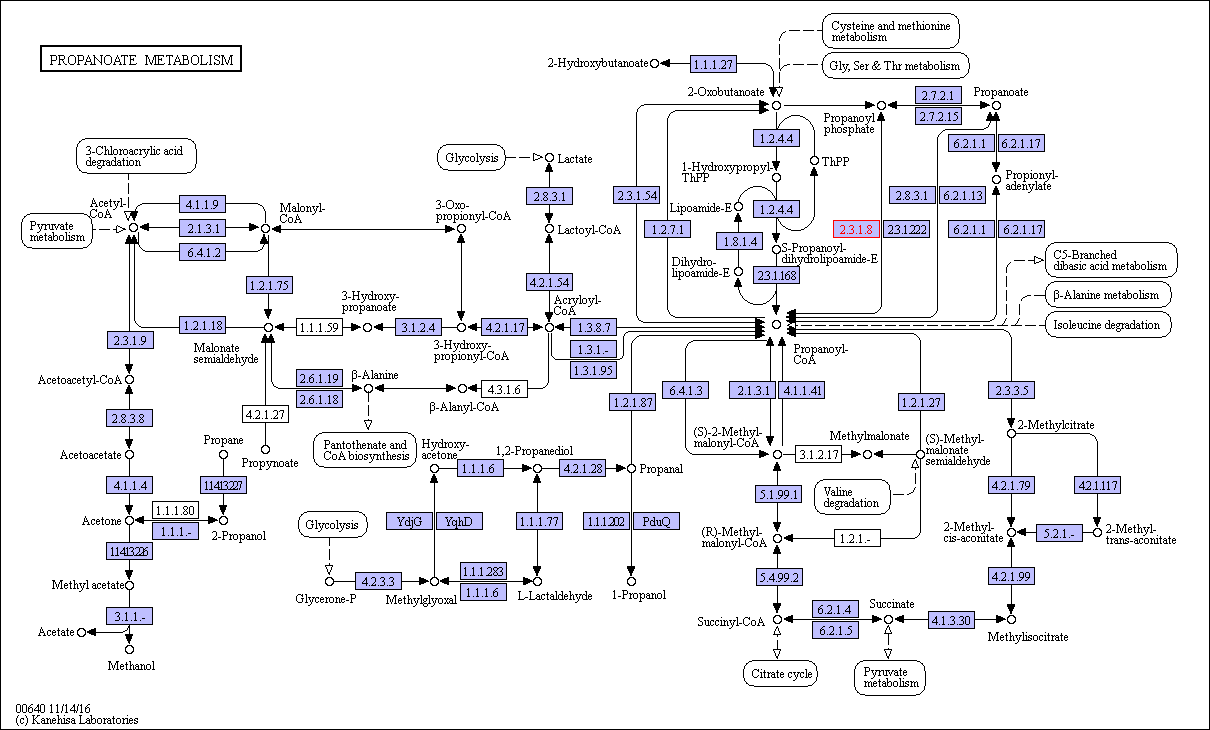 PROPANOATE METABOLISM
Cysteine and methionine
metabolism
Gly, Ser & Thr metabolism
2-Hydroxybutanoate
1.1.1.27
2-Oxobutanoate
Propanoyl
phosphate
2.7.2.1
2.7.2.15
Propanoate
3-Chloroacrylic acid
degradation
Glycolysis
Lactate
1.2.4.4
ThPP
6.2.1.1
6.2.1.17
1-Hydroxypropyl-
ThPP
Propionyl-
adenylate
Acetyl-
CoA
4.1.1.9
Malonyl-
CoA
3-Oxo-
propionyl-CoA
2.8.3.1
2.3.1.54
Lipoamide-E
1.2.4.4
2.8.3.1
6.2.1.13
Pyruvate
metabolism
2.1.3.1
6.4.1.2
Lactoyl-CoA
1.2.7.1
1.8.1.4
2.3.1.8
2.3.1.222
6.2.1.1
6.2.1.17
S-Propanoyl-
dihydrolipoamide-E
Dihydro-
lipoamide-E
2.3.1.168
C5-Branched
dibasic acid metabolism
β-Alanine metabolism
Isoleucine degradation
1.2.1.75
4.2.1.54
3-Hydroxy-
propanoate
Acryloyl-
CoA
1.2.1.18
1.1.1.59
3.1.2.4
4.2.1.17
1.3.8.7
2.3.1.9
Malonate
semialdehyde
3-Hydroxy-
propionyl-CoA
1.3.1.-
1.3.1.95
Propanoyl-
CoA
Acetoacetyl-CoA
2.6.1.19
2.6.1.18
β-Alanine
β-Alanyl-CoA
4.3.1.6
1.2.1.87
6.4.1.3
2.1.3.1
4.1.1.41
1.2.1.27
2.3.3.5
2.8.3.8
4.2.1.27
Acetoacetate
Propane
Propynoate
Pantothenate and
CoA biosynthesis
Hydroxy-
acetone
1.1.1.6
1,2-Propanediol
4.2.1.28
Propanal
(S)-2-Methyl-
malonyl-CoA
Methylmalonate
3.1.2.17
(S)-Methyl-
malonate
semialdehyde
2-Methylcitrate
4.1.1.4
1.14.13.227
5.1.99.1
Valine
degradation
4.2.1.79
4.2.1.117
Acetone
1.1.1.80
1.1.1.-
2-Propanol
Glycolysis
YdjG
YqhD
1.1.1.77
1.1.1.202
PduQ
(R)-Methyl-
malonyl-CoA
1.2.1.-
2-Methyl-
cis-aconitate
5.2.1.-
2-Methyl-
trans-aconitate
1.14.13.226
Methyl acetate
Glycerone-P
4.2.3.3
Methylglyoxal
1.1.1.283
1.1.1.6
L-Lactaldehyde
1-Propanol
5.4.99.2
4.2.1.99
3.1.1.-
Acetate
Methanol
Succinyl-CoA
6.2.1.4
6.2.1.5
Succinate
4.1.3.30
Methylisocitrate
Citrate cycle
Pyruvate
metabolism
00640 11/14/16
(c) Kanehisa Laboratories